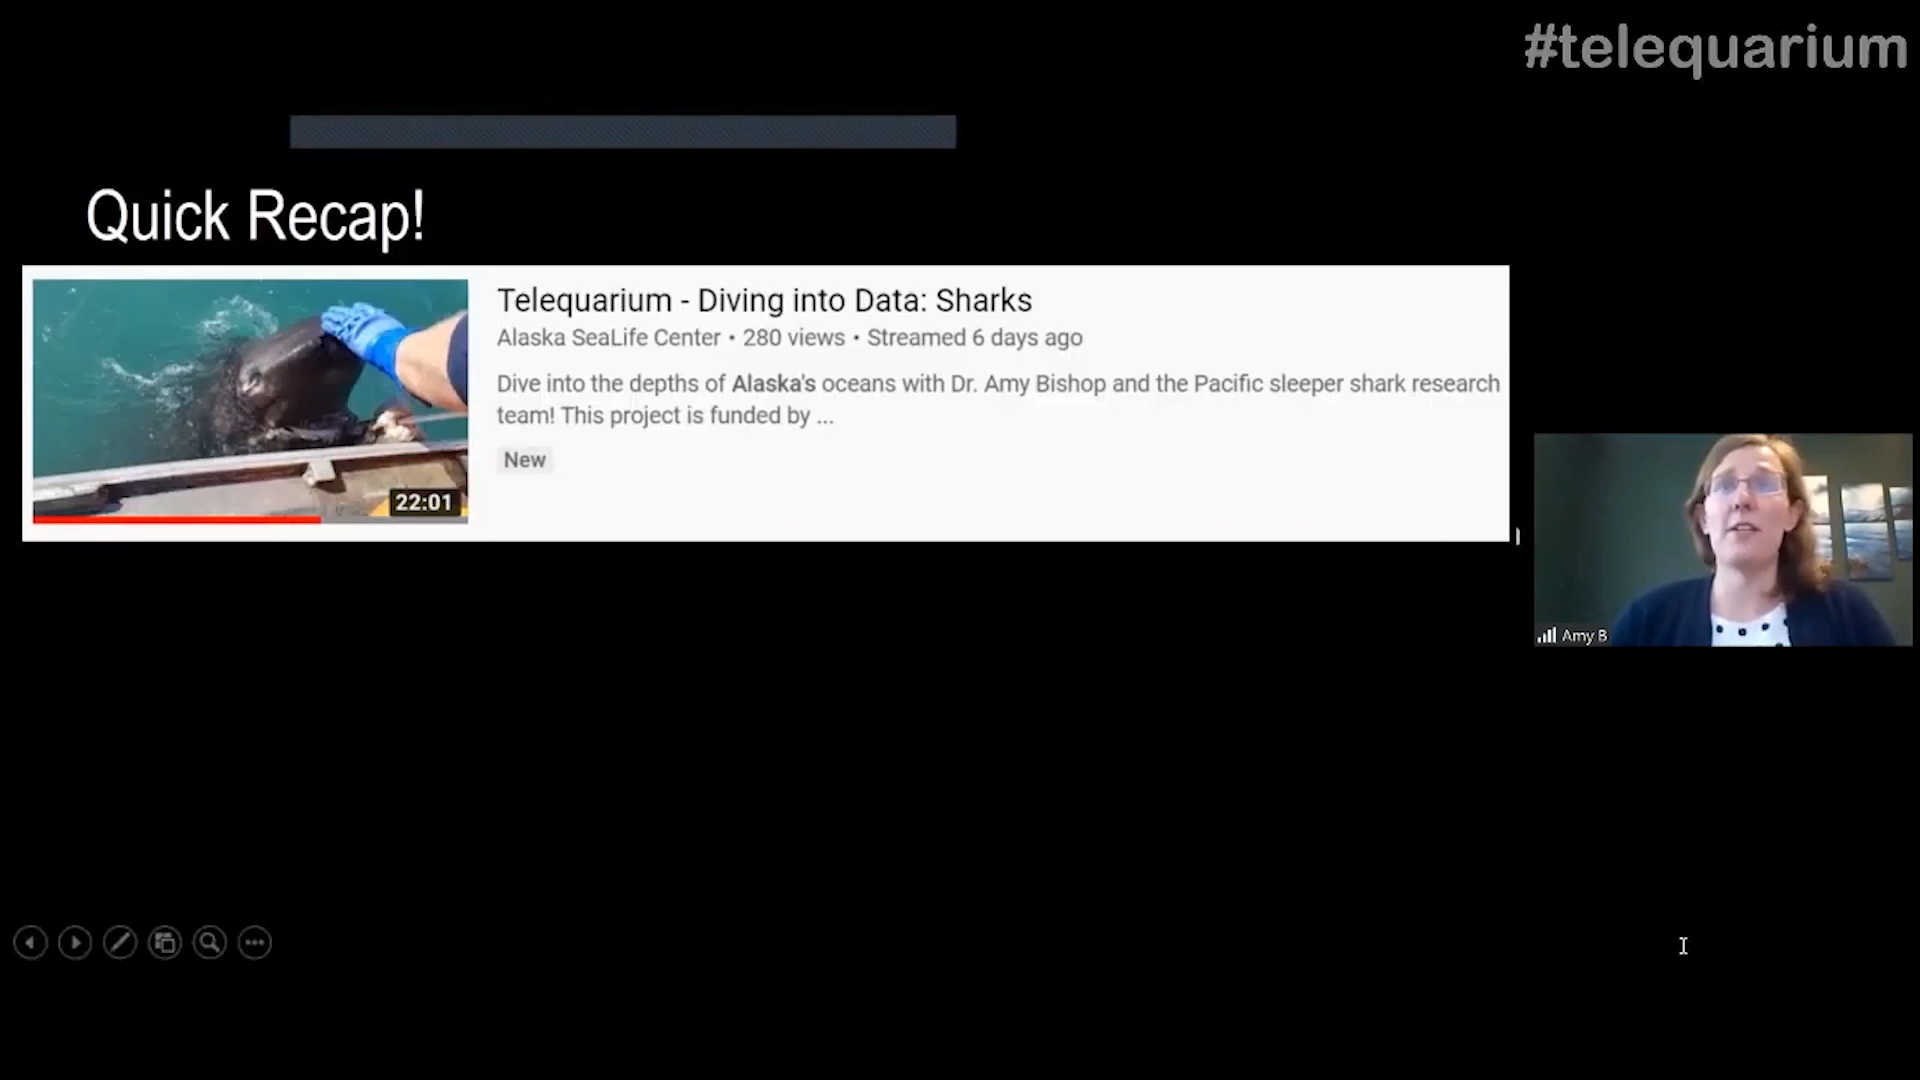 #telequarium
Quick Recap!
Telequarium - Diving into Data: Sharks
Alaska SeaLife Center • 280 views • Streamed 6 days ago
Dive into the depths of Alaska's oceans with Dr. Amy Bishop and the Pacific sleeper shark research
team! This project is funded by ...
New
22:01
Amy B